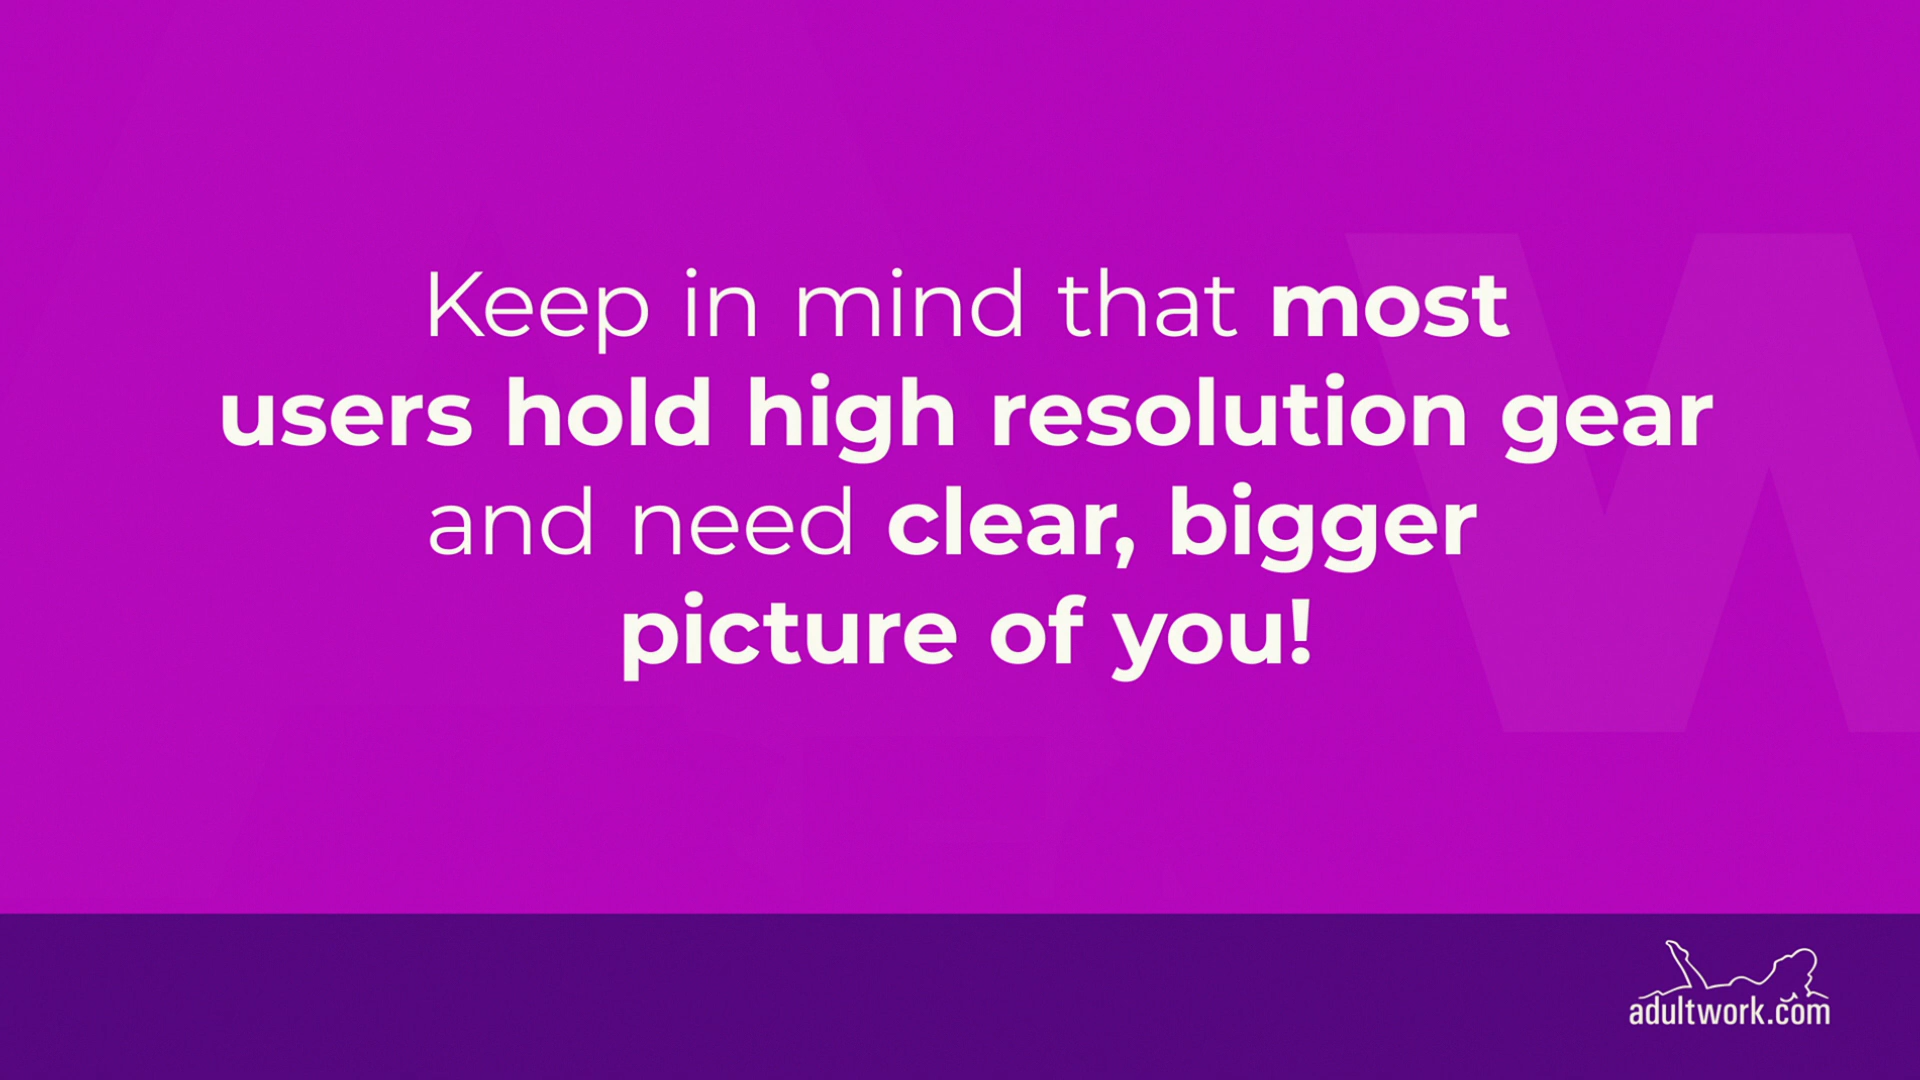 Keep in mind that most
users hold high resolution gear
and need clear, bigger
picture of you!
W
adultwork.com